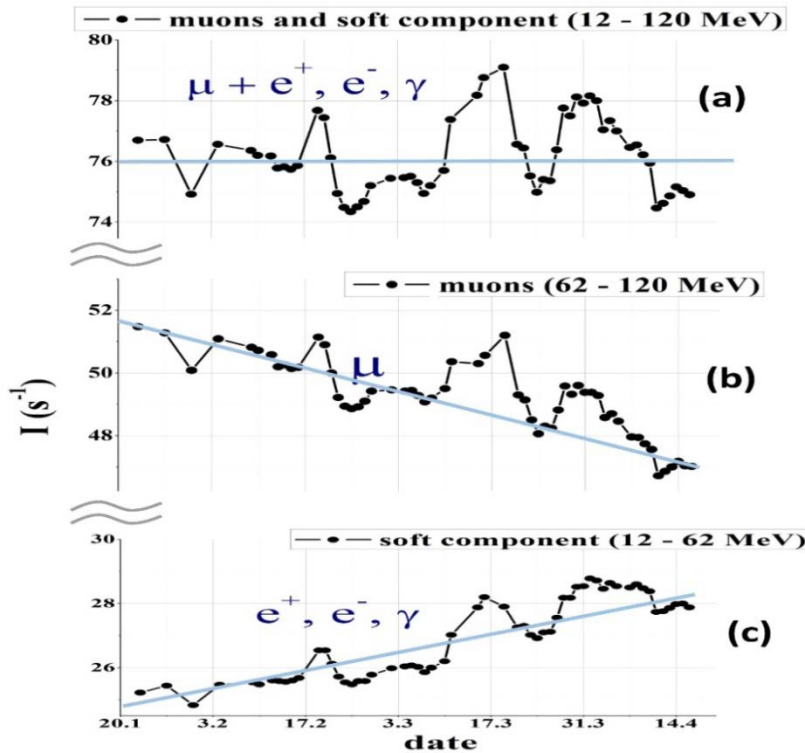 muons and soft component (12 - 120 MeV)
80
78
76
74
μ + e⁺, e⁻, γ
(a)
muons (62 - 120 MeV)
52
50
48
μ
(b)
I (s⁻¹)
soft component (12 - 62 MeV)
30
28
26
e⁺, e⁻, γ
(c)
20.1 3.2 17.2 3.3 17.3 31.3 14.4
date